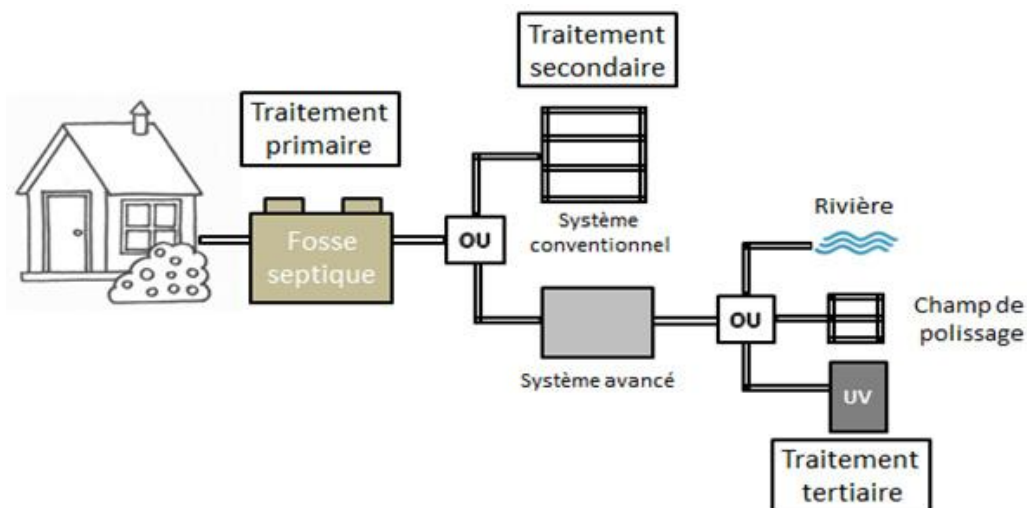 Traitement
secondaire
Traitement
primaire
Fosse
septique
OU
Système
conventionnel
Système avancé
OU
Rivière
Champ de
polissage
UV
Traitement
tertiaire